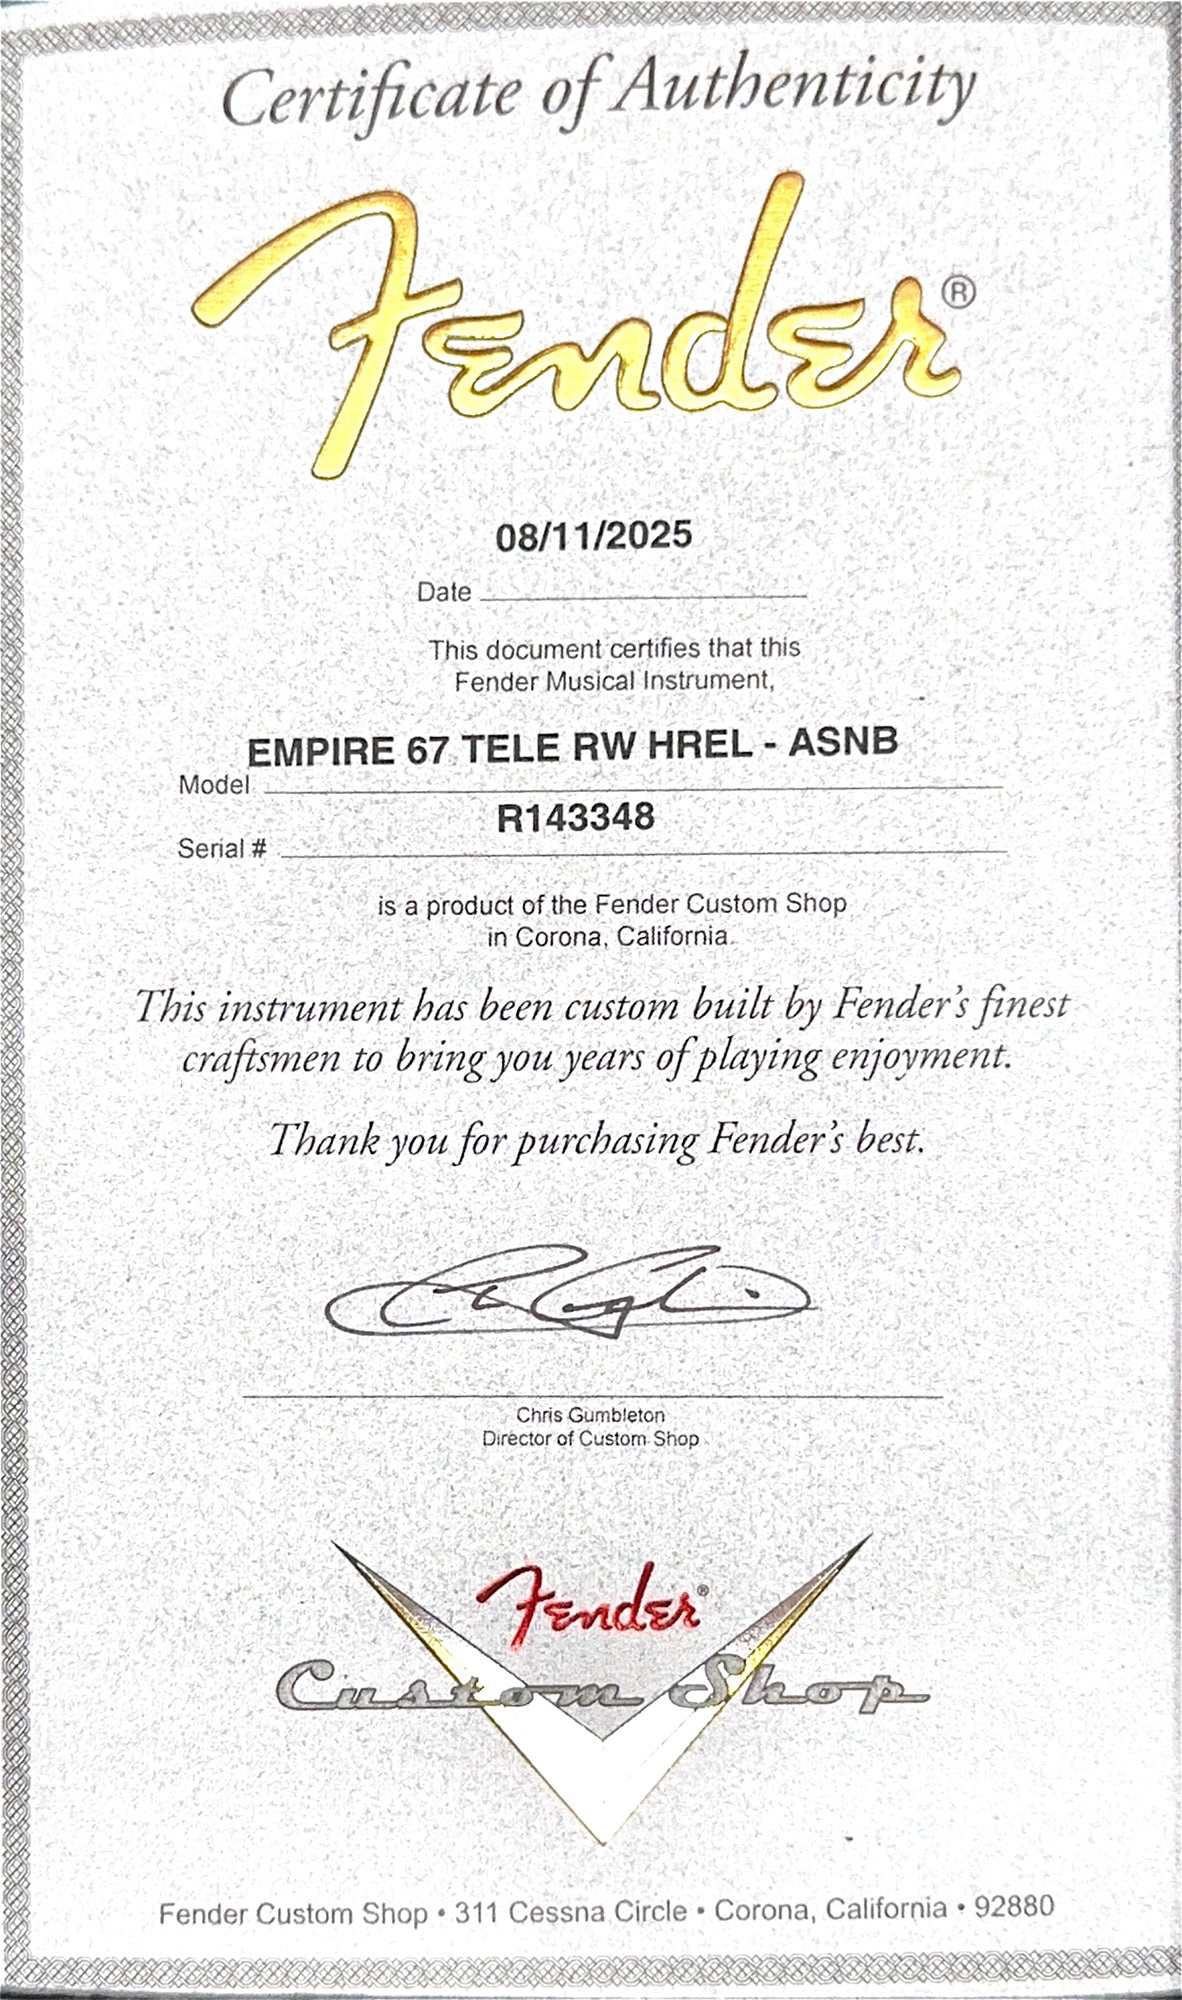 Certificate of Authenticity
Fender®
08/11/2025
Date
This document certifies that this
Fender Musical Instrument,
EMPIRE 67 TELE RW HREL - ASNB
Model
R143348
Serial #
is a product of the Fender Custom Shop
in Corona, California.
This instrument has been custom built by Fender's finest
craftsmen to bring you years of playing enjoyment.
Thank you for purchasing Fender's best.
Chris Gumbleton
Director of Custom Shop
Fender®
Custom Shop
Fender Custom Shop • 311 Cessna Circle • Corona, California • 92880